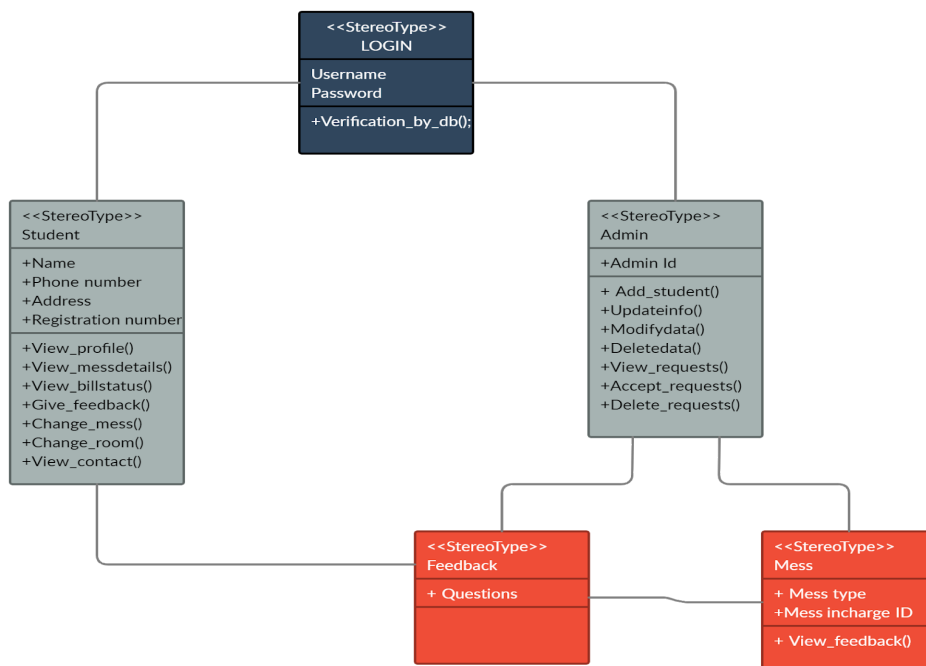 <<StereoType>>
LOGIN
Username
Password
+Verification_by_db();
<<StereoType>>
Student
+Name
+Phone number
+Address
+Registration number
+View_profile()
+View_messdetails()
+View_billstatus()
+Give_feedback()
+Change_mess()
+Change_room()
+View_contact()
<<StereoType>>
Admin
+Admin Id
+ Add_student()
+Updateinfo()
+Modifydata()
+Deletedata()
+View_requests()
+Accept_requests()
+Delete_requests()
<<StereoType>>
Feedback
+ Questions
<<StereoType>>
Mess
+ Mess type
+Mess incharge ID
+ View_feedback()